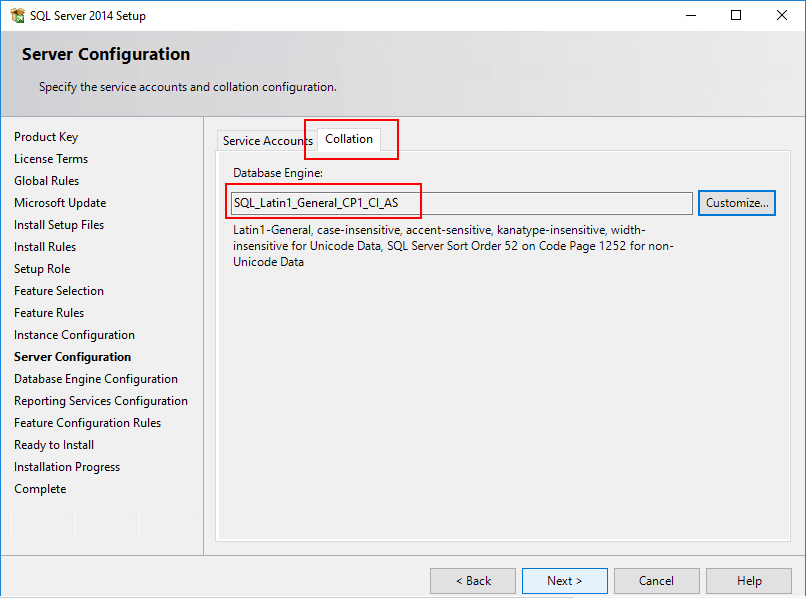 SQL Server 2014 Setup
Server Configuration
Specify the service accounts and collation configuration.
Product Key
License Terms
Global Rules
Microsoft Update
Install Setup Files
Install Rules
Setup Role
Feature Selection
Feature Rules
Instance Configuration
Server Configuration
Database Engine Configuration
Reporting Services Configuration
Feature Configuration Rules
Ready to Install
Installation Progress
Complete
Service Accounts
Collation
Database Engine:
SQL_Latin1_General_CP1_CI_AS
Customize...
Latin1-General, case-insensitive, accent-sensitive, kanatype-insensitive, width-
insensitive for Unicode Data, SQL Server Sort Order 52 on Code Page 1252 for non-
Unicode Data
< Back
Next >
Cancel
Help